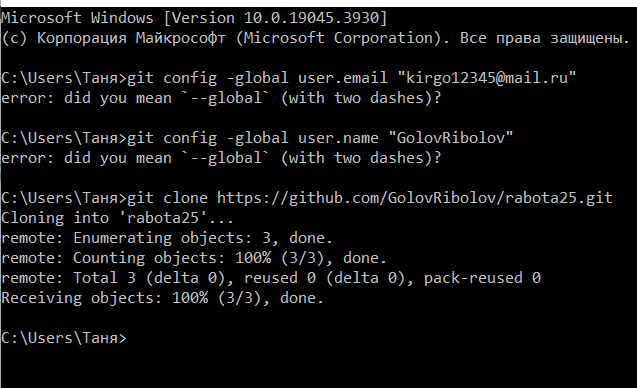 Microsoft Windows [Version 10.0.19045.3930]
(c) Корпорация Майкрософт (Microsoft Corporation). Все права защищены.
C:\Users\Таня>git config -global user.email "kirgo12345@mail.ru"
error: did you mean `--global` (with two dashes)?
C:\Users\Таня>git config -global user.name "GolovRibolov"
error: did you mean `--global` (with two dashes)?
C:\Users\Таня>git clone https://github.com/GolovRibolov/rabota25.git
Cloning into 'rabota25'...
remote: Enumerating objects: 3, done.
remote: Counting objects: 100% (3/3), done.
remote: Total 3 (delta 0), reused 0 (delta 0), pack-reused 0
Receiving objects: 100% (3/3), done.
C:\Users\Таня>